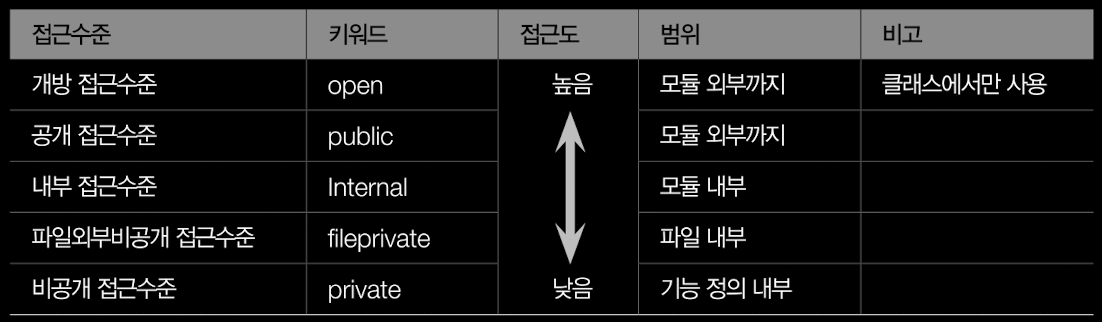 접근수준 키워드 접근도 범위 비고
개방 접근수준 open 높음 모듈 외부까지 클래스에서만 사용
공개 접근수준 public 모듈 외부까지
내부 접근수준 Internal 모듈 내부
파일외부비공개 접근수준 fileprivate 파일 내부
비공개 접근수준 private 낮음 기능 정의 내부